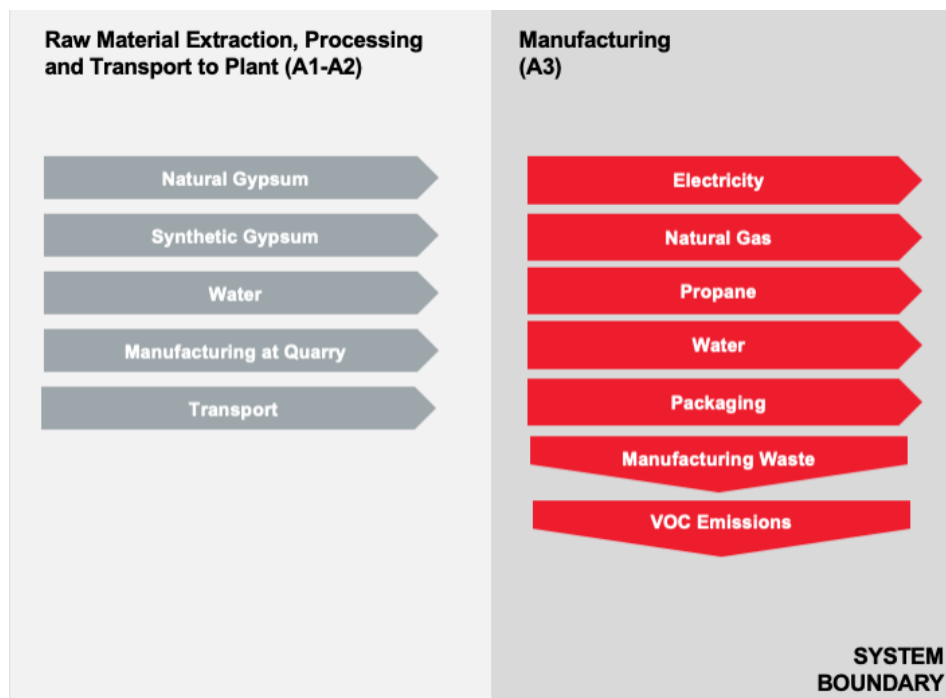 Raw Material Extraction, Processing
and Transport to Plant (A1-A2)
Natural Gypsum
Synthetic Gypsum
Water
Manufacturing at Quarry
Transport
Manufacturing
(A3)
Electricity
Natural Gas
Propane
Water
Packaging
Manufacturing Waste
VOC Emissions
SYSTEM
BOUNDARY